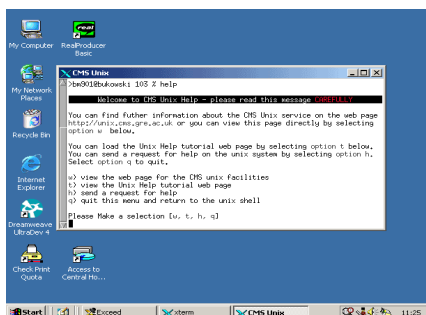 My Computer
RealProducer
Basic
My Network
Places
Recycle Bin
Internet
Explorer
Dreamweave
UltraDev 4
Check Print
Quota
Access to
Central Ho...
CMS Unix
>bm901@bukowski 103 % help
Welcome to CMS Unix Help - please read this message CAREFULLY
You can find futher information about the CMS Unix service on the web page
http://unix.cms.gre.ac.uk or you can view this page directly by selecting
option w below.
You can load the Unix Help tutorial web page by selecting option t below.
You can send a request for help on the unix system by selecting option h.
Select option q to quit.
w) view the web page for the CMS unix facilities
t) view the Unix Help tutorial web page
h) send a request for help
q) quit this menu and return to the unix shell
Please Make a selection [w, t, h, q]
Start
Exceed
xterm
CMS Unix
11:25